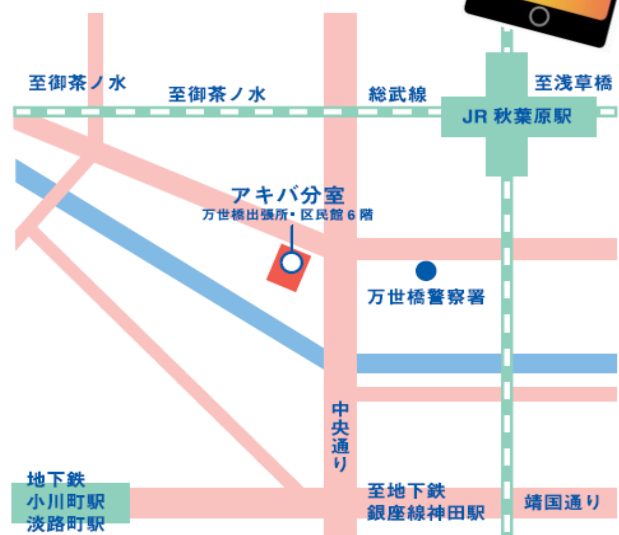 至御茶ノ水
至御茶ノ水
総武線
至浅草橋
JR 秋葉原駅
アキバ分室
万世橋出張所・区民館 6 階
万世橋警察署
中央通り
地下鉄
小川町駅
淡路町駅
至地下鉄
銀座線神田駅
靖国通り